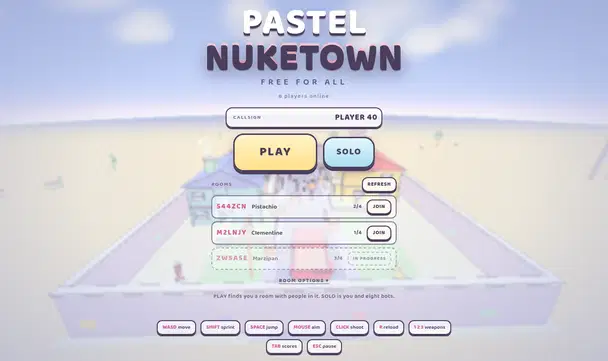 PASTEL
NUKETOWN
FREE FOR ALL
players online
CALLSIGN PLAYER 40
PLAY SOLO
ROOMS REFRESH
S44ZCN Pistachio 2/4 JOIN
M2LNJY Clementine 1/4 JOIN
ZW5ASE Marzipan 3/4 IN PROGRESS
ROOM OPTIONS
PLAY finds you a room with people in it. SOLO is you and eight bots.
WASD move SHIFT sprint SPACE jump MOUSE aim CLICK shoot R reload 1 2 3 weapons
TAB scores ESC pause